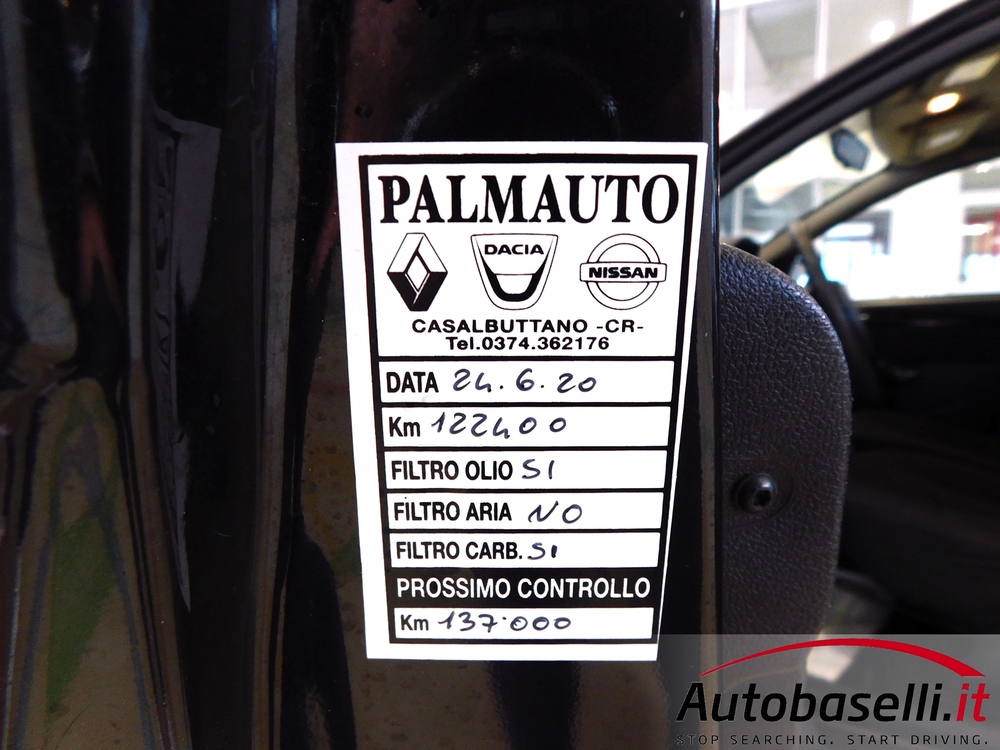 PALMAUTO
DACIA
NISSAN
CASALBUTTANO -CR-
Tel.0374.362176
DATA 24.6.20
Km 122400
FILTRO OLIO SI
FILTRO ARIA NO
FILTRO CARB. SI
PROSSIMO CONTROLLO
Km 137.000
Autobaselli.it
STOP SEARCHING. START DRIVING.